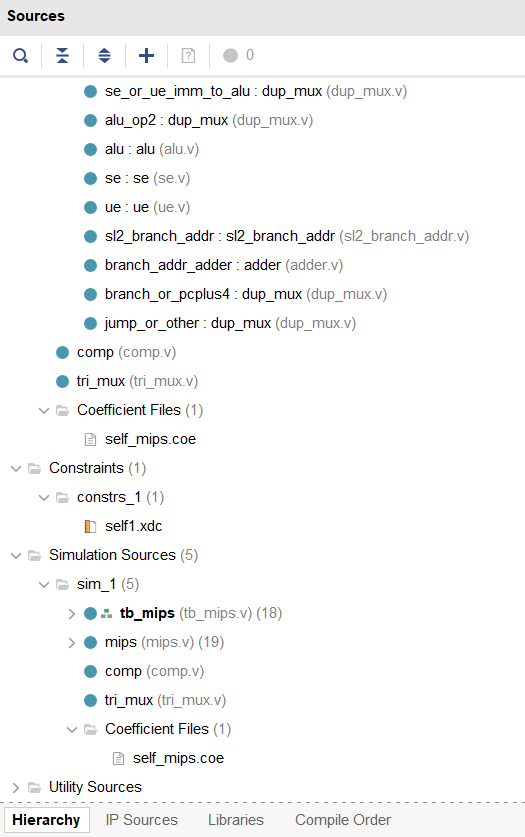 Sources
0
se_or_ue_imm_to_alu : dup_mux (dup_mux.v)
alu_op2 : dup_mux (dup_mux.v)
alu : alu (alu.v)
se : se (se.v)
ue : ue (ue.v)
sl2_branch_addr : sl2_branch_addr (sl2_branch_addr.v)
branch_addr_adder : adder (adder.v)
branch_or_pcplus4 : dup_mux (dup_mux.v)
jump_or_other : dup_mux (dup_mux.v)
comp (comp.v)
tri_mux (tri_mux.v)
Coefficient Files (1)
self_mips.coe
Constraints (1)
constrs_1 (1)
self1.xdc
Simulation Sources (5)
sim_1 (5)
tb_mips (tb_mips.v) (18)
mips (mips.v) (19)
comp (comp.v)
tri_mux (tri_mux.v)
Coefficient Files (1)
self_mips.coe
Utility Sources
Hierarchy IP Sources Libraries Compile Order